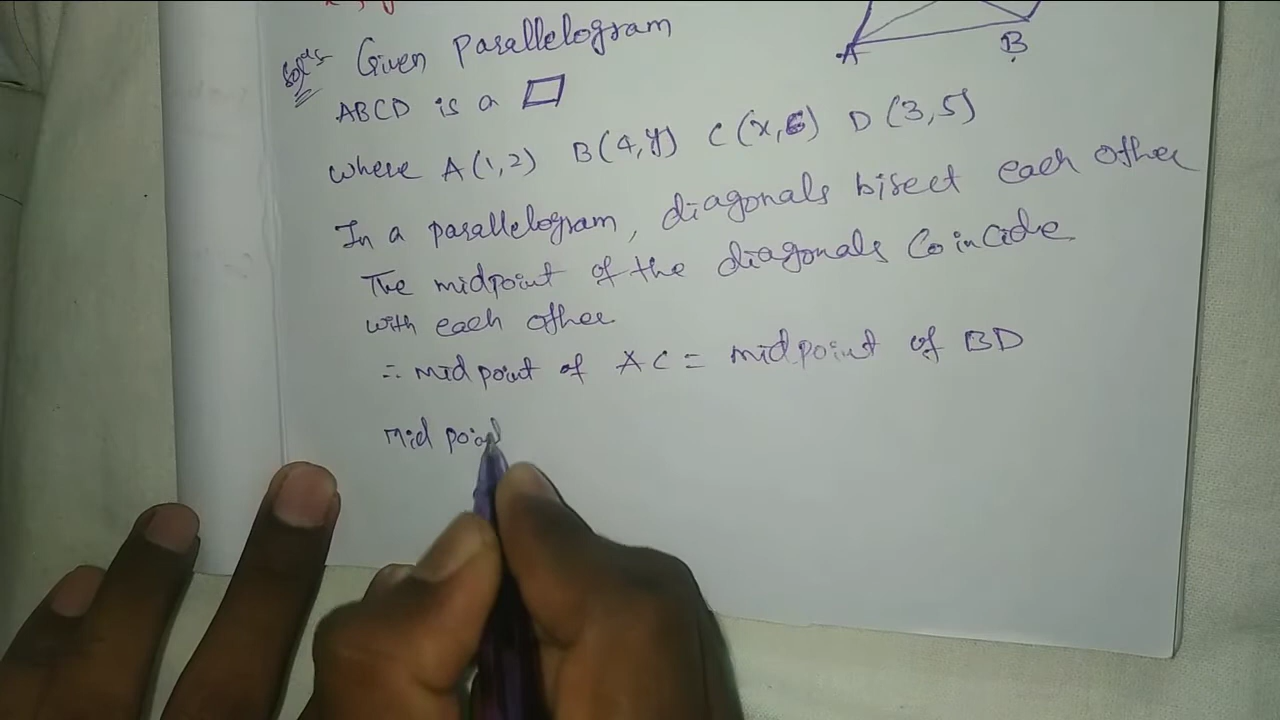 A B
Sol:- Given parallelogram
ABCD is a ▱
where A(1,2) B(4,y) C(x,6) D(3,5)
In a parallelogram, diagonals bisect each other
The midpoint of the diagonals Coincide
with each other
∴ midpoint of AC = midpoint of BD
Mid point